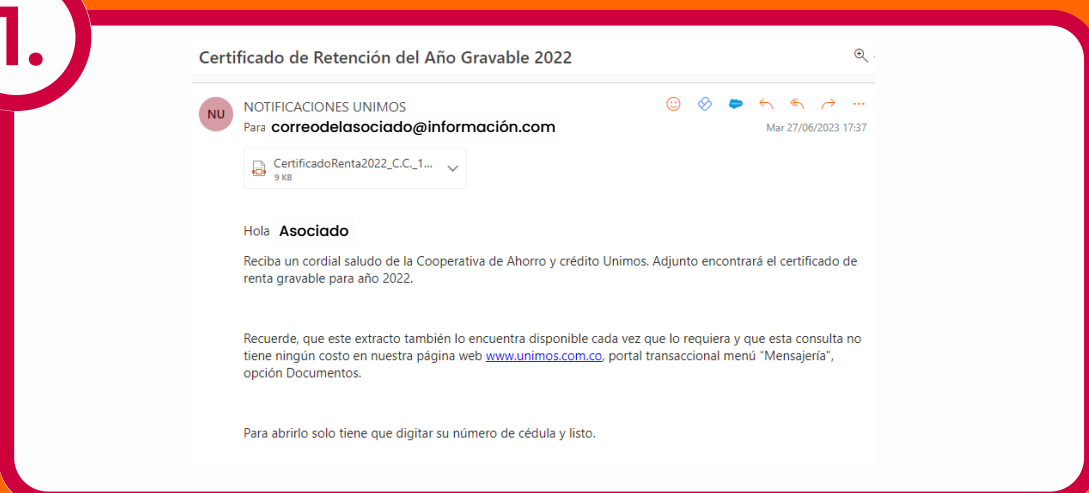 1.
Certificado de Retención del Año Gravable 2022
NU
NOTIFICACIONES UNIMOS
Para correodelasociado@información.com
Mar 27/06/2023 17:37
CertificadoRenta2022_C.C._1...
9 KB
Hola Asociado
Reciba un cordial saludo de la Cooperativa de Ahorro y crédito Unimos. Adjunto encontrará el certificado de
renta gravable para año 2022.
Recuerde, que este extracto también lo encuentra disponible cada vez que lo requiera y que esta consulta no
tiene ningún costo en nuestra página web www.unimos.com.co, portal transaccional menú "Mensajería",
opción Documentos.
Para abrirlo solo tiene que digitar su número de cédula y listo.